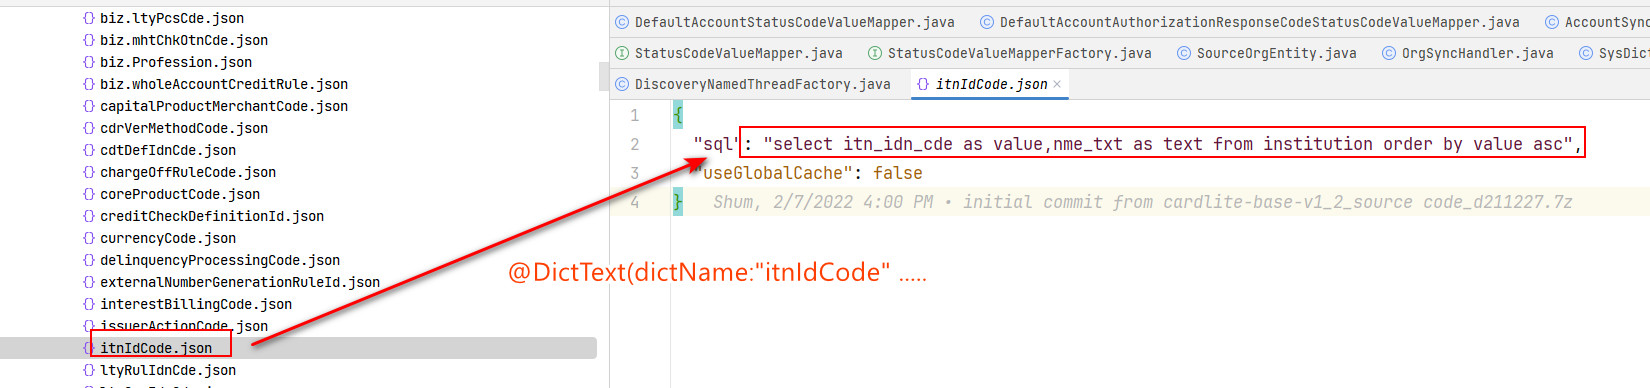 biz.ltyPcsCde.json
biz.mhtChkOtnCde.json
biz.Profession.json
biz.wholeAccountCreditRule.json
capitalProductMerchantCode.json
cdrVerMethodCode.json
cdtDefIdnCde.json
chargeOffRuleCode.json
coreProductCode.json
creditCheckDefinitionId.json
currencyCode.json
delinquencyProcessingCode.json
externalNumberGenerationRuleId.json
interestBillingCode.json
issuerActionCode.json
itnIdCode.json
ltyRulIdnCde.json
DefaultAccountStatusCodeValueMapper.java DefaultAccountAuthorizationResponseCodeStatusCodeValueMapper.java AccountSync
StatusCodeValueMapper.java StatusCodeValueMapperFactory.java SourceOrgEntity.java OrgSyncHandler.java SysDict
DiscoveryNamedThreadFactory.java {} itnIdCode.json ×
1 {
2 "sql": "select itn_idn_cde as value,nme_txt as text from institution order by value asc",
3 "useGlobalCache": false
4 } Shum, 2/7/2022 4:00 PM • initial commit from cardlite-base-v1_2_source code_d211227.7z
@DictText(dictName:"itnIdCode" .....